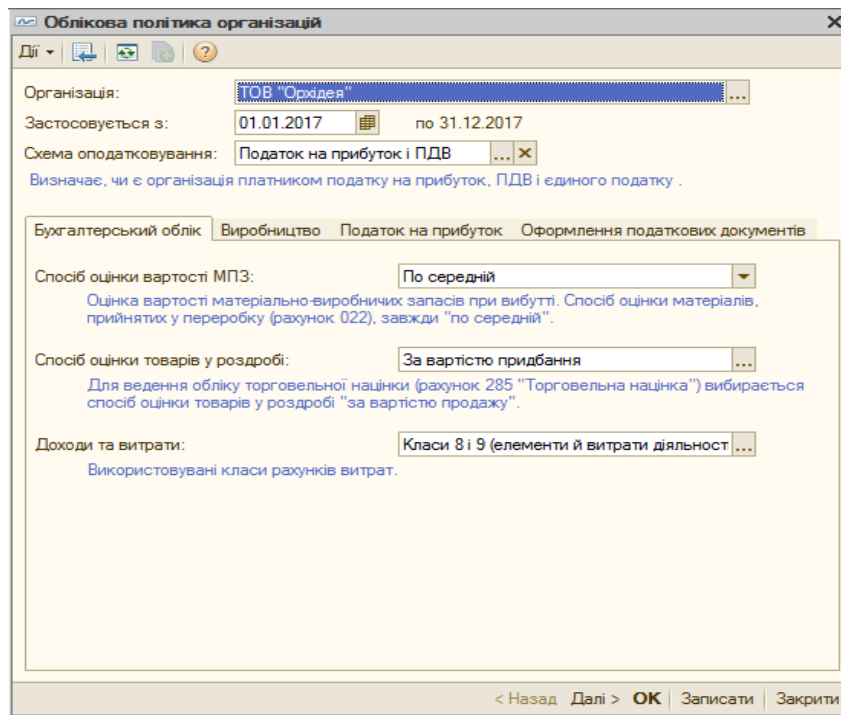 Облікова політика організацій
Дії
Організація: ТОВ "Орхідея" ...
Застосовується з: 01.01.2017 по 31.12.2017
Схема оподатковування: Податок на прибуток і ПДВ ... ×
Визначає, чи є організація платником податку на прибуток, ПДВ і єдиного податку .
Бухгалтерський облік Виробництво Податок на прибуток Оформлення податкових документів
Спосіб оцінки вартості МПЗ: По середній
Оцінка вартості матеріально-виробничих запасів при вибутті. Спосіб оцінки матеріалів,
прийнятих у переробку (рахунок 022), завжди "по середній".
Спосіб оцінки товарів у роздробі: За вартістю придбання ...
Для ведення обліку торговельної націнки (рахунок 285 "Торговельна націнка") вибирається
спосіб оцінки товарів у роздробі "за вартістю продажу".
Доходи та витрати: Класи 8 і 9 (елементи й витрати діяльност ...
Використовувані класи рахунків витрат.
< Назад Далі > OK Записати Закрити